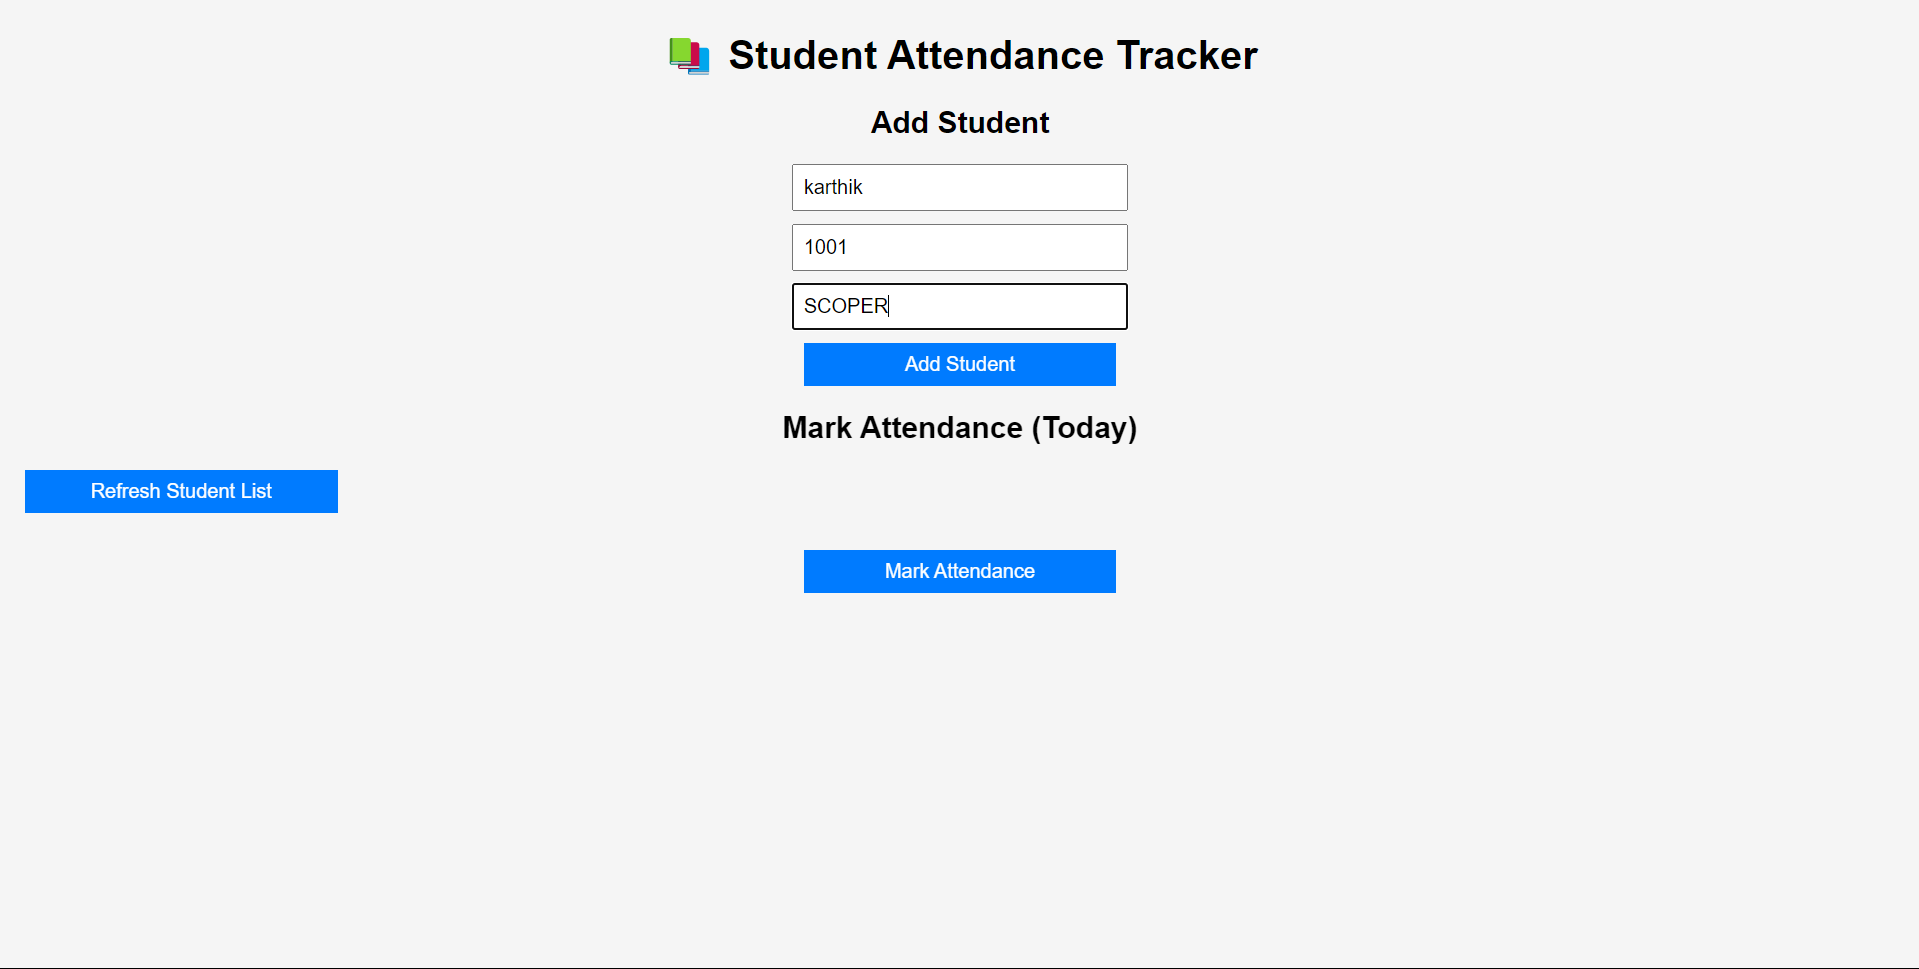 Student Attendance Tracker
Add Student
karthik
1001
SCOPER
Add Student
Mark Attendance (Today)
Refresh Student List
Mark Attendance